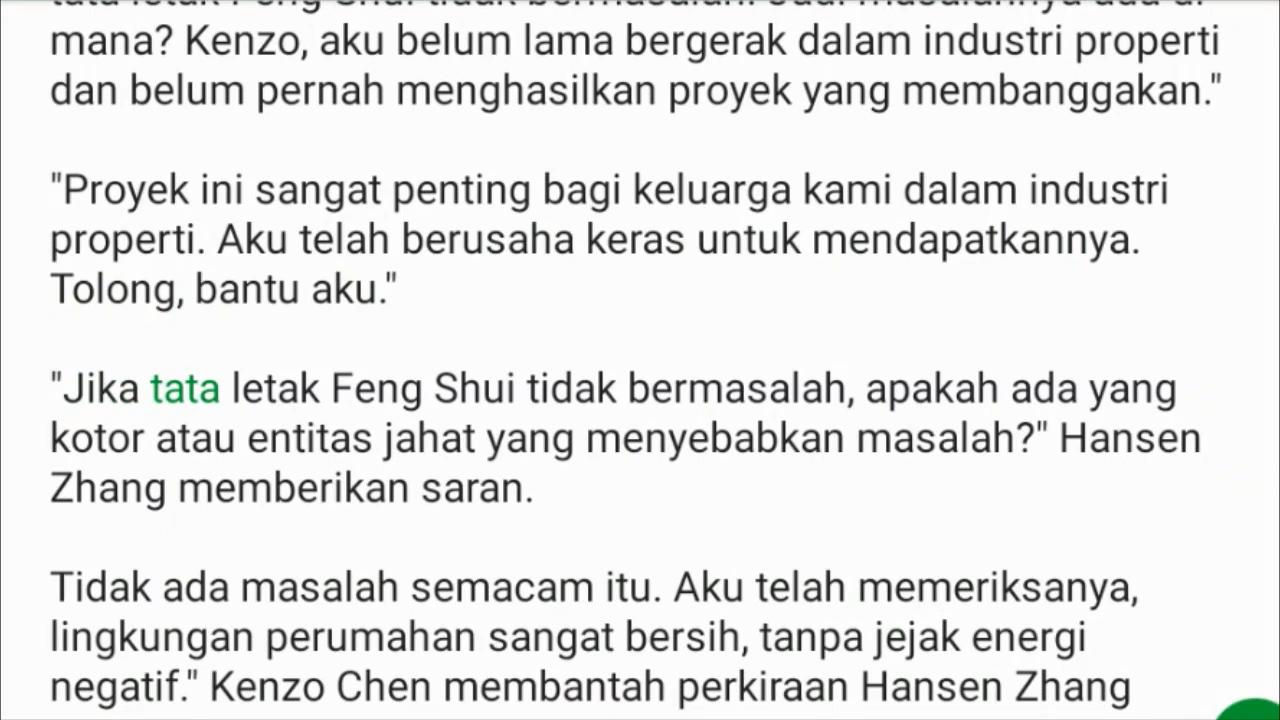 mana? Kenzo, aku belum lama bergerak dalam industri properti
dan belum pernah menghasilkan proyek yang membanggakan."
"Proyek ini sangat penting bagi keluarga kami dalam industri
properti. Aku telah berusaha keras untuk mendapatkannya.
Tolong, bantu aku."
"Jika tata letak Feng Shui tidak bermasalah, apakah ada yang
kotor atau entitas jahat yang menyebabkan masalah?" Hansen
Zhang memberikan saran.
Tidak ada masalah semacam itu. Aku telah memeriksanya,
lingkungan perumahan sangat bersih, tanpa jejak energi
negatif." Kenzo Chen membantah perkiraan Hansen Zhang